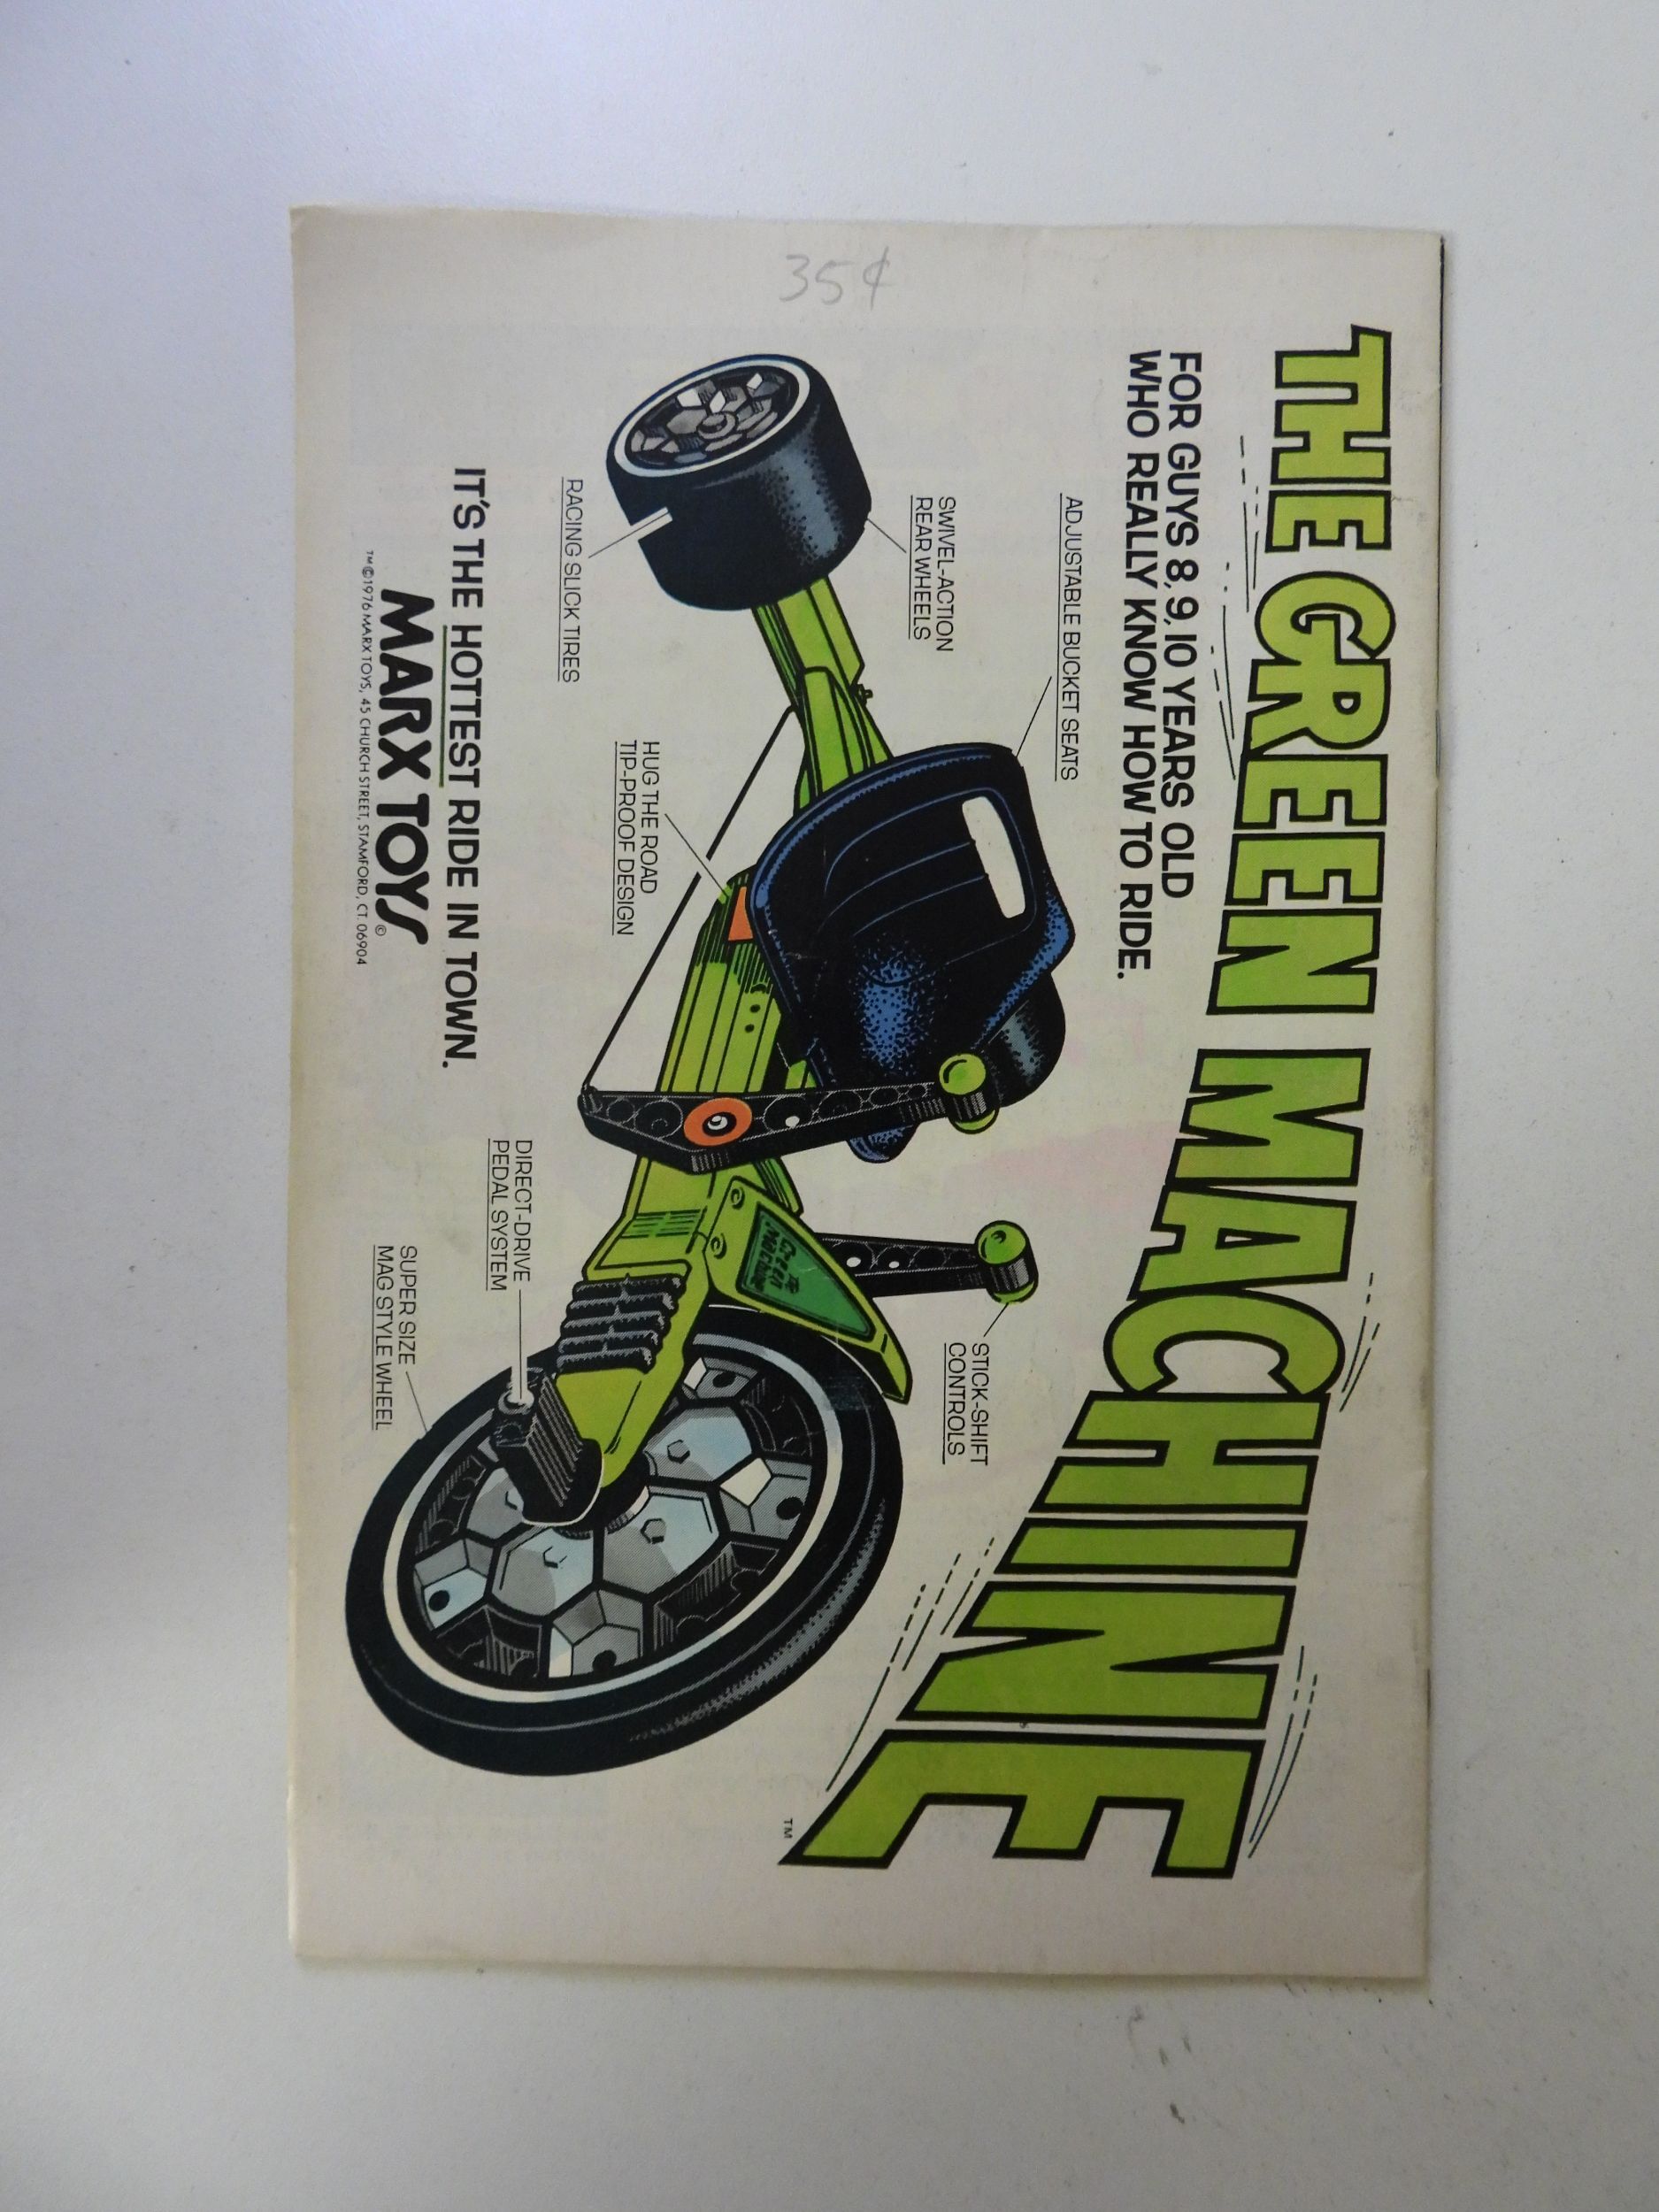 THE GREEN MACHINE
TM
FOR GUYS 8,9,10 YEARS OLD
WHO REALLY KNOW HOW TO RIDE.
ADJUSTABLE BUCKET SEATS
SWIVEL-ACTION
REAR WHEELS
STICK-SHIFT
CONTROLS
The
Green
Machine
HUG THE ROAD
TIP-PROOF DESIGN
RACING SLICK TIRES
DIRECT-DRIVE
PEDAL SYSTEM
SUPER SIZE
MAG STYLE WHEEL
IT'S THE HOTTEST RIDE IN TOWN.
MARX TOYS©
™©1976 MARX TOYS, 45 CHURCH STREET, STAMFORD, CT. 06904
35¢